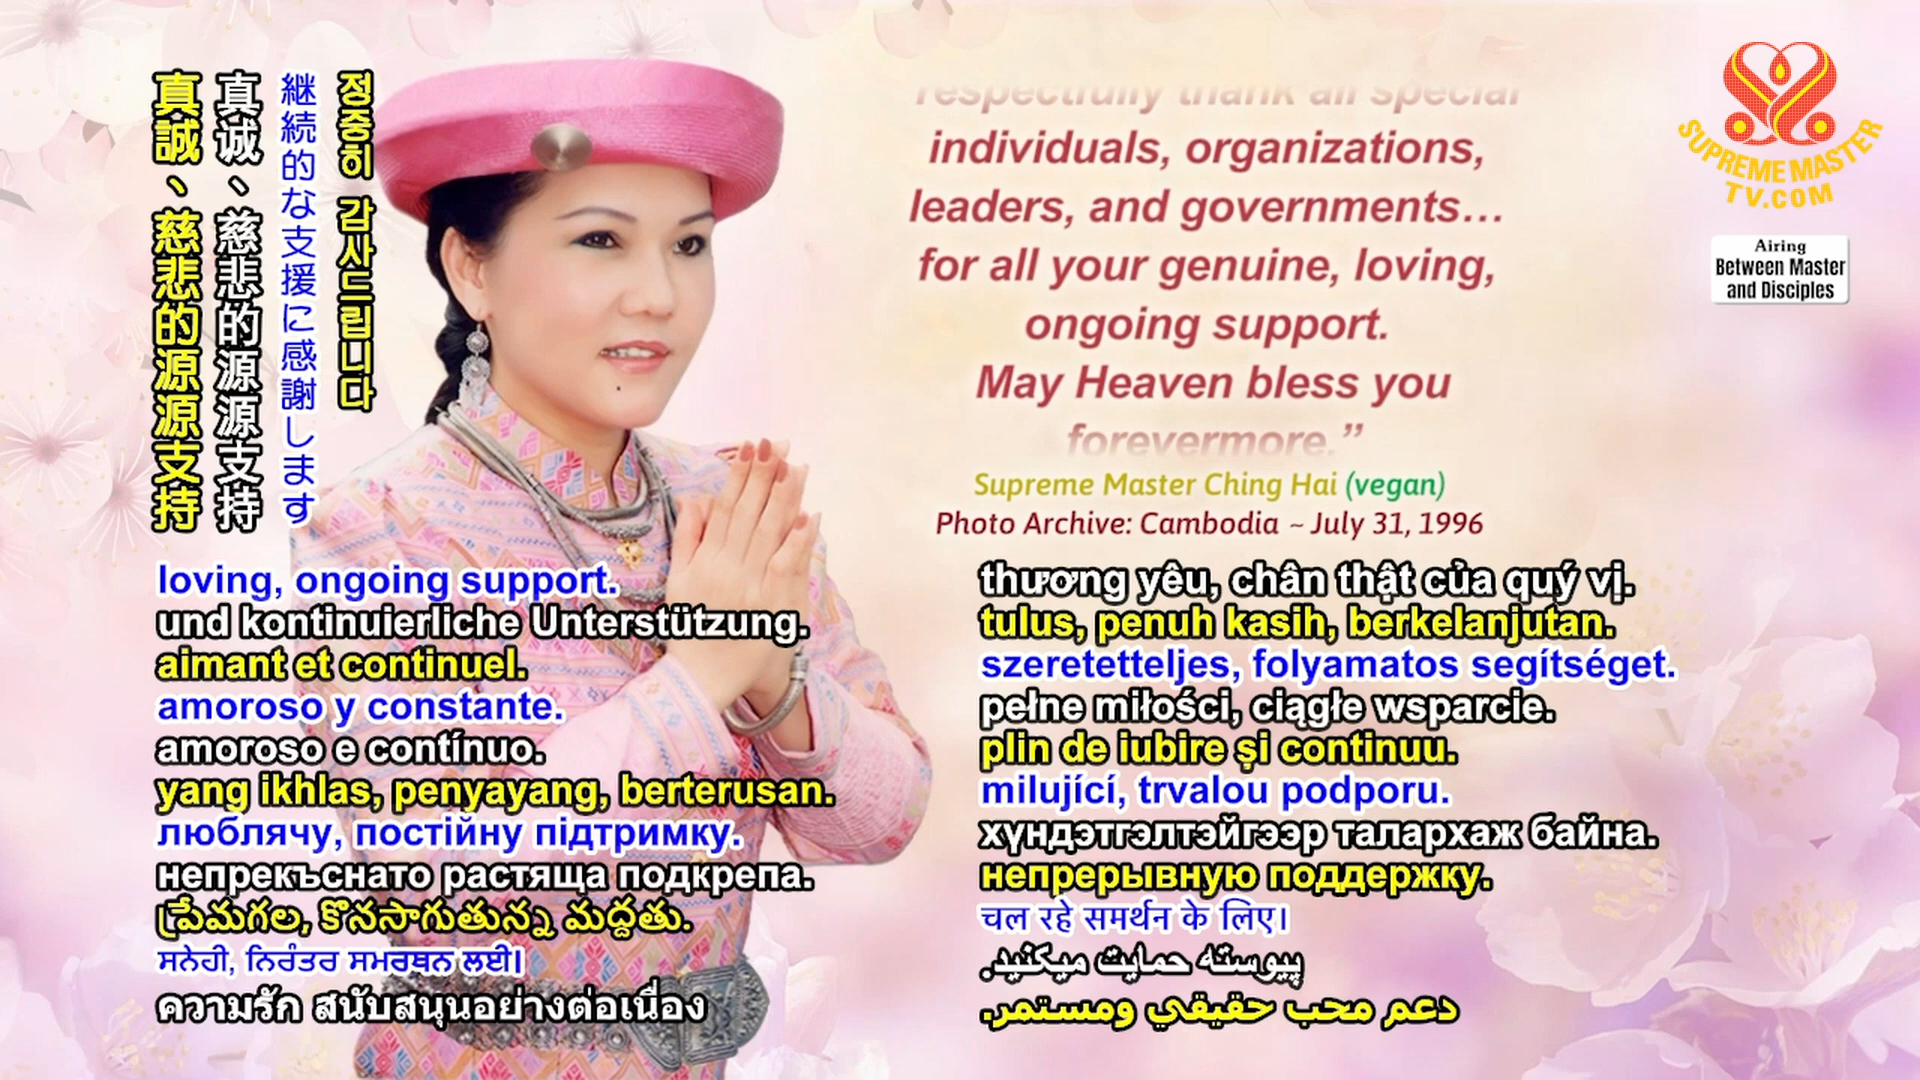 真誠、慈悲的源源支持
真诚、慈悲的源源支持
継続的な支援に感謝します
정중히 감사드립니다
respectfully thank all special
individuals, organizations,
leaders, and governments…
for all your genuine, loving,
ongoing support.
May Heaven bless you
forevermore.”
Supreme Master Ching Hai (vegan)
Photo Archive: Cambodia ~ July 31, 1996
SUPREME MASTER
TV.COM
Airing
Between Master
and Disciples
loving, ongoing support.
und kontinuierliche Unterstützung.
aimant et continuel.
amoroso y constante.
amoroso e contínuo.
yang ikhlas, penyayang, berterusan.
люблячу, постійну підтримку.
непрекъсната растяща подкрепа.
ప్రేమగల, కొనసాగుతున్న మద్దతు.
ਸਨੇਹੀ, ਨਿਰੰਤਰ ਸਮਰਥਨ ਲਈ।
ความรัก สนับสนุนอย่างต่อเนื่อง
thương yêu, chân thật của quý vị.
tulus, penuh kasih, berkelanjutan.
szeretetteljes, folyamatos segítséget.
pełne miłości, ciągłe wsparcie.
plin de iubire și continuu.
milující, trvalou podporu.
хүндэтгэлтэйгээр талархаж байна.
непрерывную поддержку.
चल रहे समर्थन के लिए।
پیوسته حمایت میکنید.
دعم محب حقيقي ومستمر.